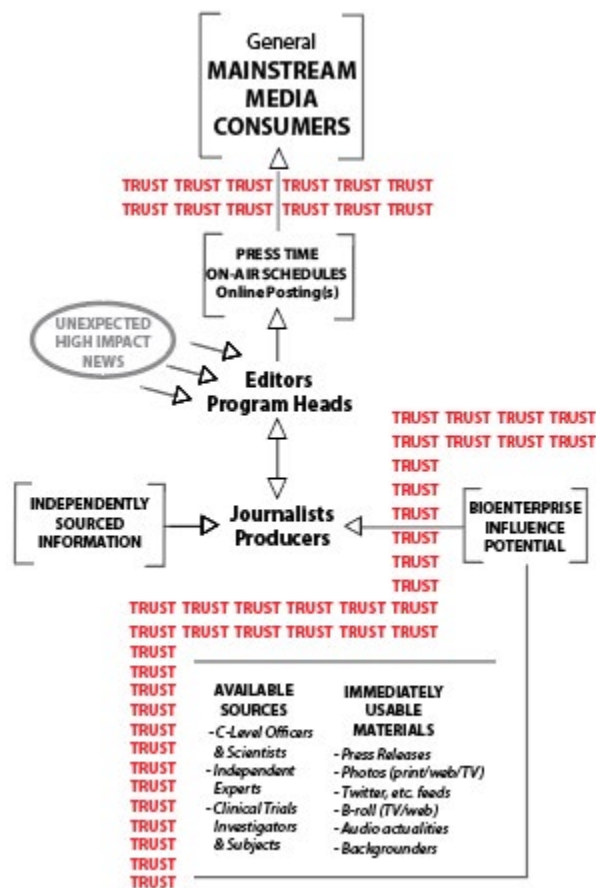 General
MAINSTREAM
MEDIA
CONSUMERS
TRUST TRUST TRUST TRUST TRUST TRUST
TRUST TRUST TRUST TRUST TRUST TRUST
PRESS TIME
ON-AIR SCHEDULES
Online Posting(s)
UNEXPECTED
HIGH IMPACT
NEWS
Editors
Program Heads
TRUST TRUST TRUST TRUST
TRUST TRUST TRUST TRUST
TRUST
TRUST
TRUST
TRUST
TRUST
TRUST
INDEPENDENTLY
SOURCED
INFORMATION
Journalists
Producers
BIOENTERPRISE
INFLUENCE
POTENTIAL
TRUST TRUST TRUST TRUST TRUST TRUST
TRUST TRUST TRUST TRUST TRUST TRUST
TRUST
TRUST
TRUST
TRUST
TRUST
TRUST
TRUST
TRUST
TRUST
TRUST
TRUST
TRUST
TRUST
AVAILABLE
SOURCES
- C-Level Officers
& Scientists
- Independent
Experts
- Clinical Trials
Investigators
& Subjects
IMMEDIATELY
USABLE
MATERIALS
- Press Releases
- Photos (print/web/TV)
- Twitter, etc. feeds
- B-roll (TV/web)
- Audio actualities
- Backgrounders